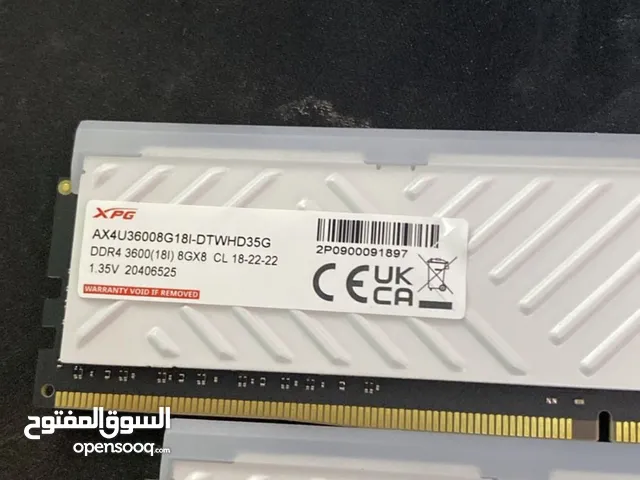 XPG
AX4U36008G18I-DTWHD35G
DDR4 3600(18I) 8GX8 CL 18-22-22
1.35V 20406525
WARRANTY VOID IF REMOVED
2P0900091897
CE UK
CA
السوق المفتوح
opensooq.com